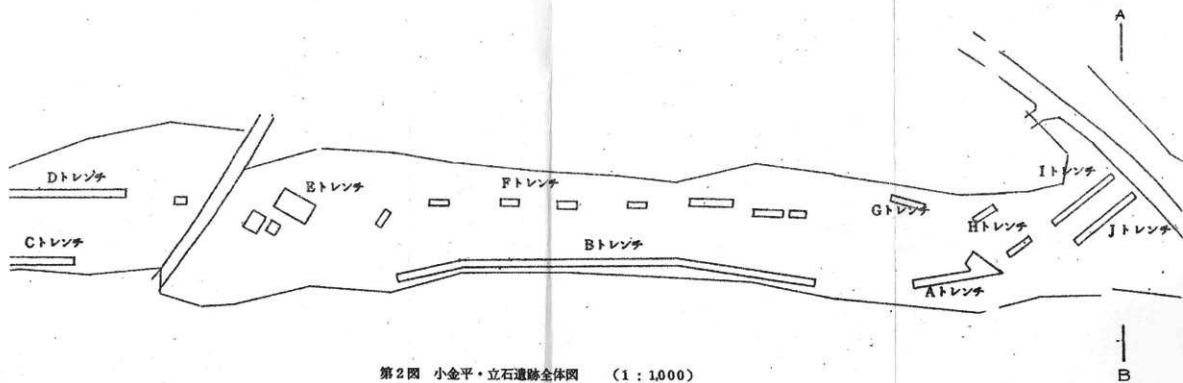 A
Dトレンチ
Eトレンチ
Fトレンチ
Iトレンチ
Gトレンチ
Hトレンチ
Jトレンチ
Cトレンチ
Bトレンチ
Aトレンチ
第2図 小金平・立石遺跡全体図 (1:1,000)
B